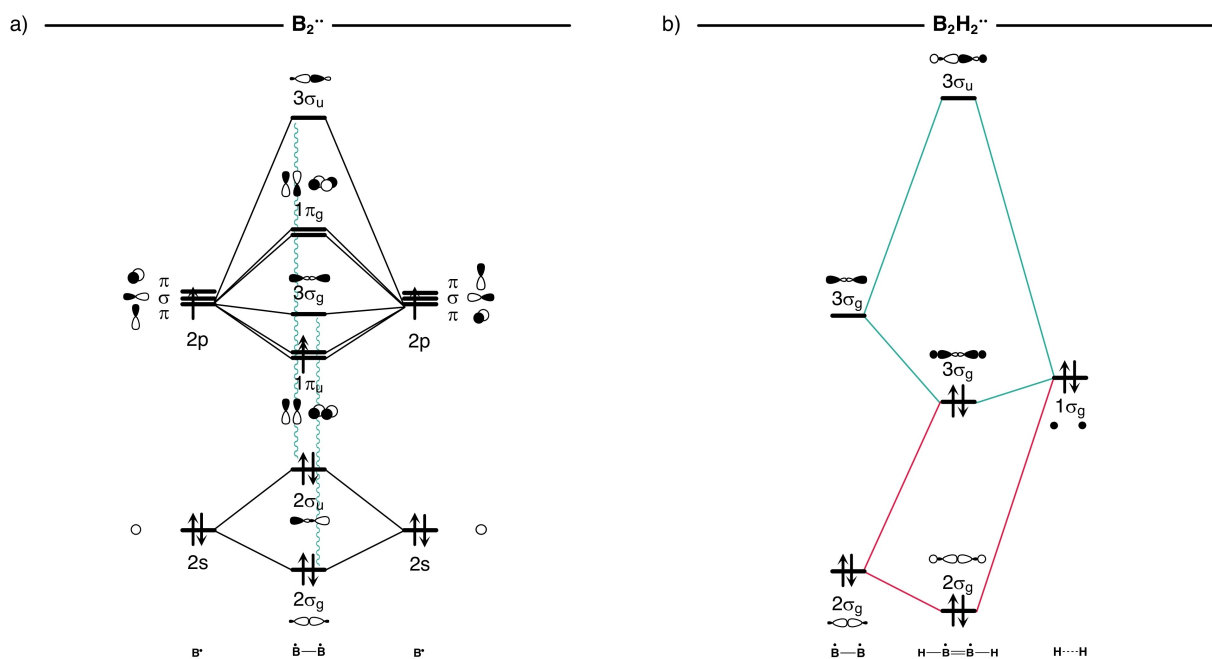 a)
B₂··
3σu
1πg
3σg
π
σ
π
2p
π
σ
π
2p
1πu
2σu
2s
2s
2σg
B•
Ḃ—Ḃ
B•
b)
B₂H₂··
3σu
3σg
3σg
1σg
2σg
2σg
Ḃ—Ḃ
H—Ḃ=Ḃ—H
H----H